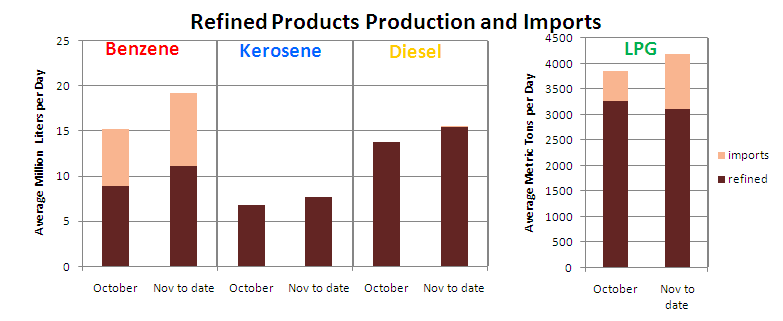 Refined Products Production and Imports
Average Million Liters per Day
25
20
15
10
5
0
Benzene
Kerosene
Diesel
October
Nov to date
October
Nov to date
October
Nov to date
Average Metric Tons per Day
4500
4000
3500
3000
2500
2000
1500
1000
500
0
LPG
October
Nov to
date
imports
refined